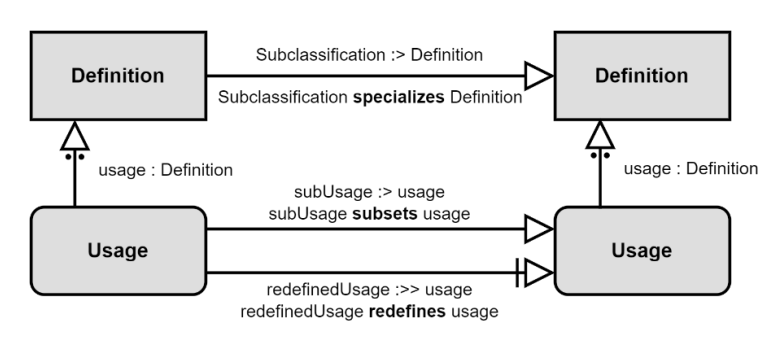 Subclassification :> Definition
Definition
Definition
Subclassification specializes Definition
usage : Definition
usage : Definition
subUsage :> usage
subUsage subsets usage
Usage
Usage
redefinedUsage :>> usage
redefinedUsage redefines usage